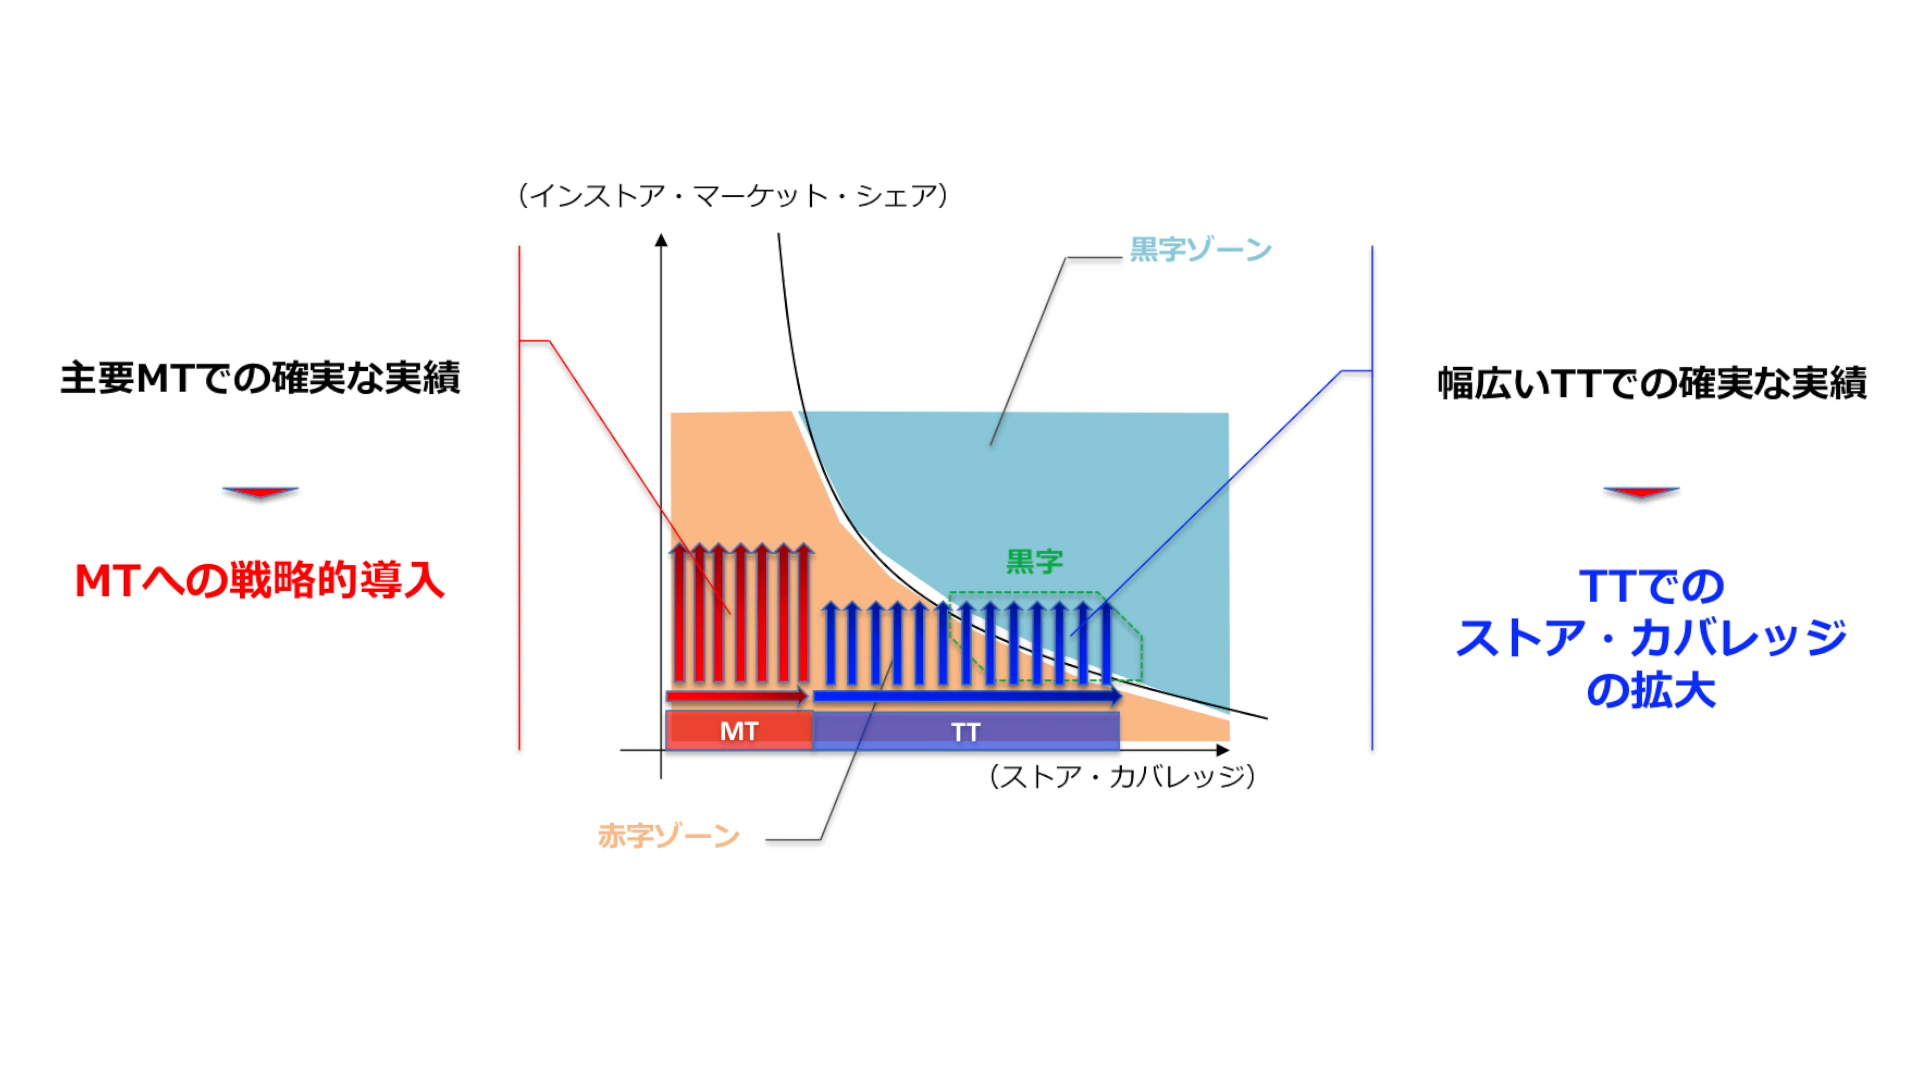 （インストア・マーケット・シェア）
黒字ゾーン
主要MTでの確実な実績
幅広いTTでの確実な実績
MTへの戦略的導入
黒字
TTでの
ストア・カバレッジ
の拡大
MT
TT
（ストア・カバレッジ）
赤字ゾーン